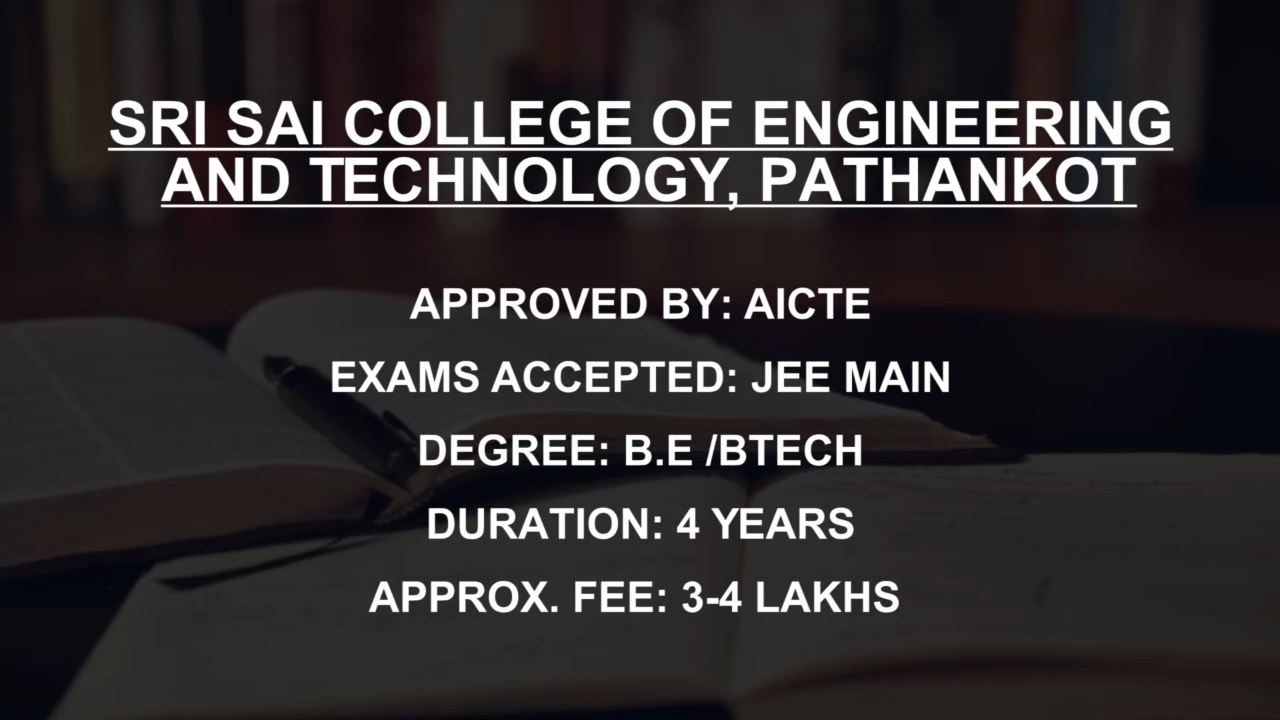 SRI SAI COLLEGE OF ENGINEERING
AND TECHNOLOGY, PATHANKOT
APPROVED BY: AICTE
EXAMS ACCEPTED: JEE MAIN
DEGREE: B.E /BTECH
DURATION: 4 YEARS
APPROX. FEE: 3-4 LAKHS